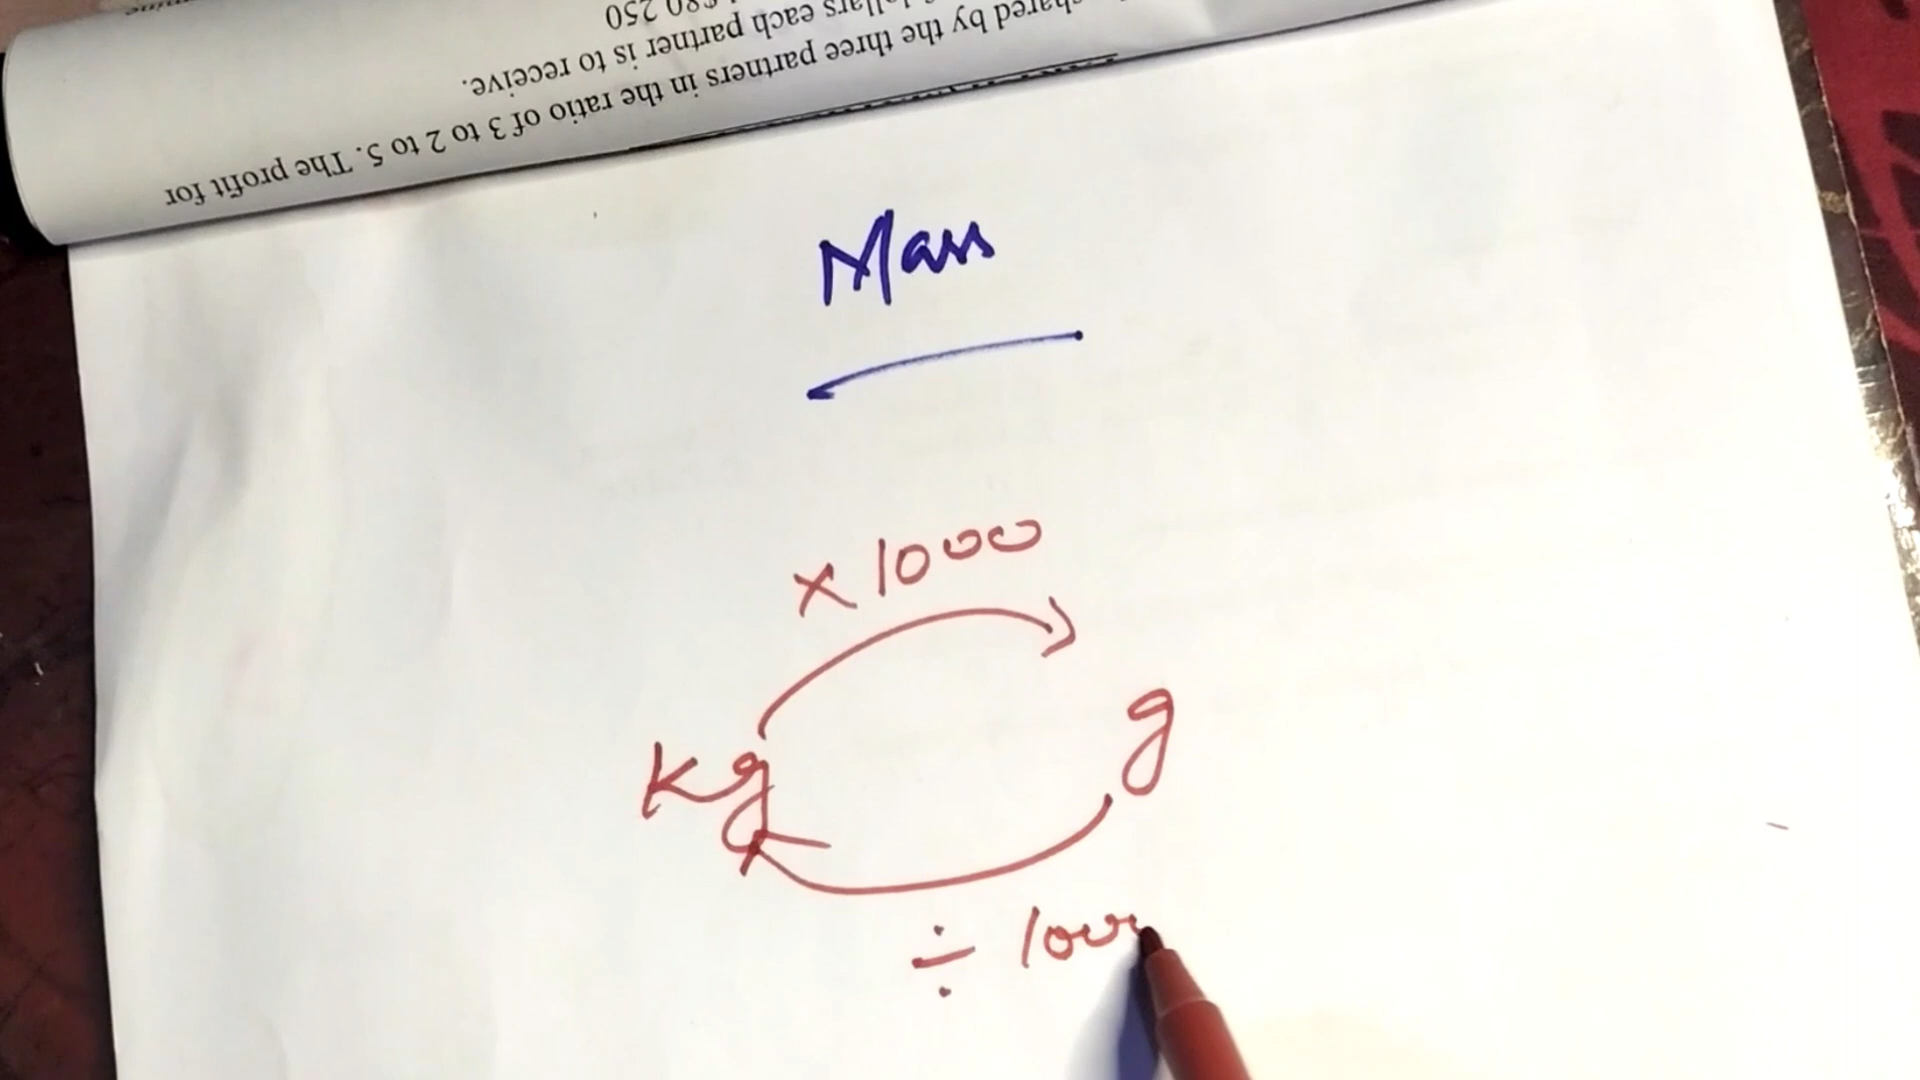 shared by the three partners in the ratio of 3 to 2 to 5. The profit for
dollars each partner is to receive.
250
Mass
× 1000
kg
g
÷ 1000